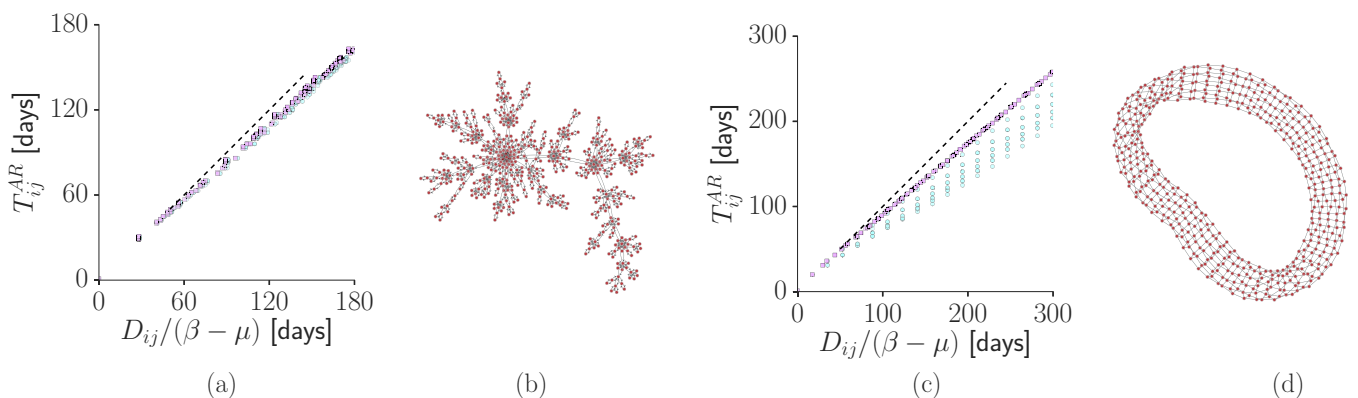 180
120
60
0
T_{ij}^{AR} [days]
0 60 120 180
D_{ij}/(β − μ) [days]
(a)
(b)
300
200
100
0
T_{ij}^{AR} [days]
0 100 200 300
D_{ij}/(β − μ) [days]
(c)
(d)